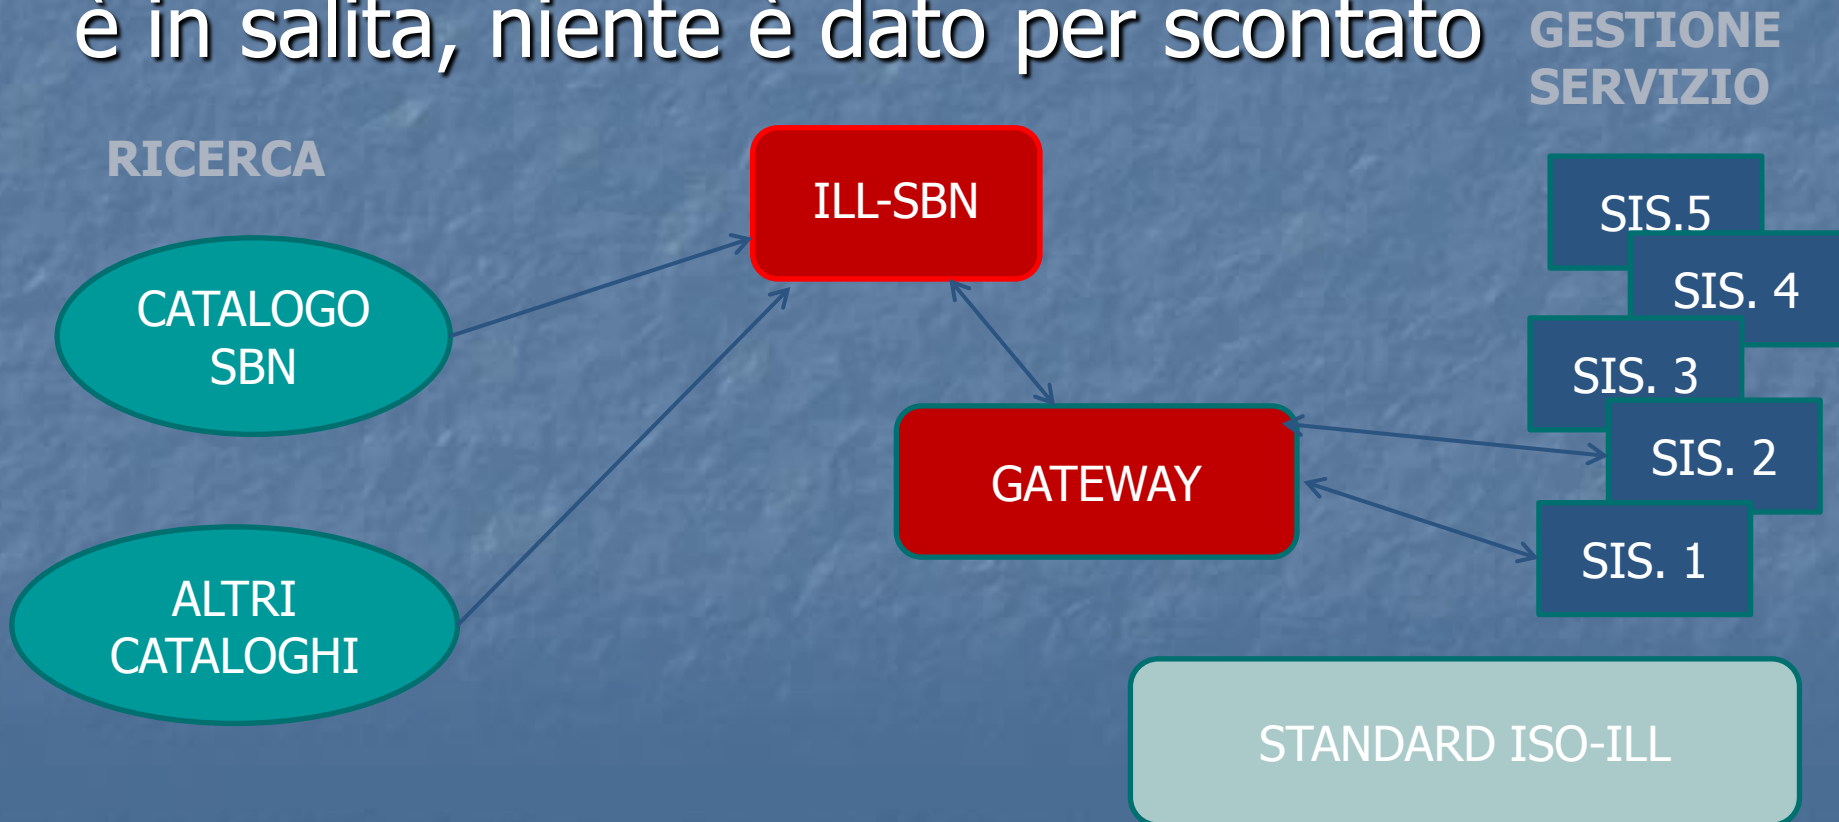 è in salita, niente è dato per scontato
GESTIONE
SERVIZIO
RICERCA
ILL-SBN
SIS.5
SIS. 4
CATALOGO
SBN
SIS. 3
SIS. 2
GATEWAY
SIS. 1
ALTRI
CATALOGHI
STANDARD ISO-ILL